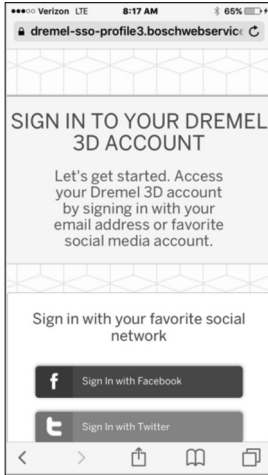 Verizon LTE 8:17 AM 65%
dremel-sso-profile3.boschwebservic
SIGN IN TO YOUR DREMEL
3D ACCOUNT
Let's get started. Access
your Dremel 3D account
by signing in with your
email address or favorite
social media account.
Sign in with your favorite social
network
f Sign In with Facebook
Sign In with Twitter